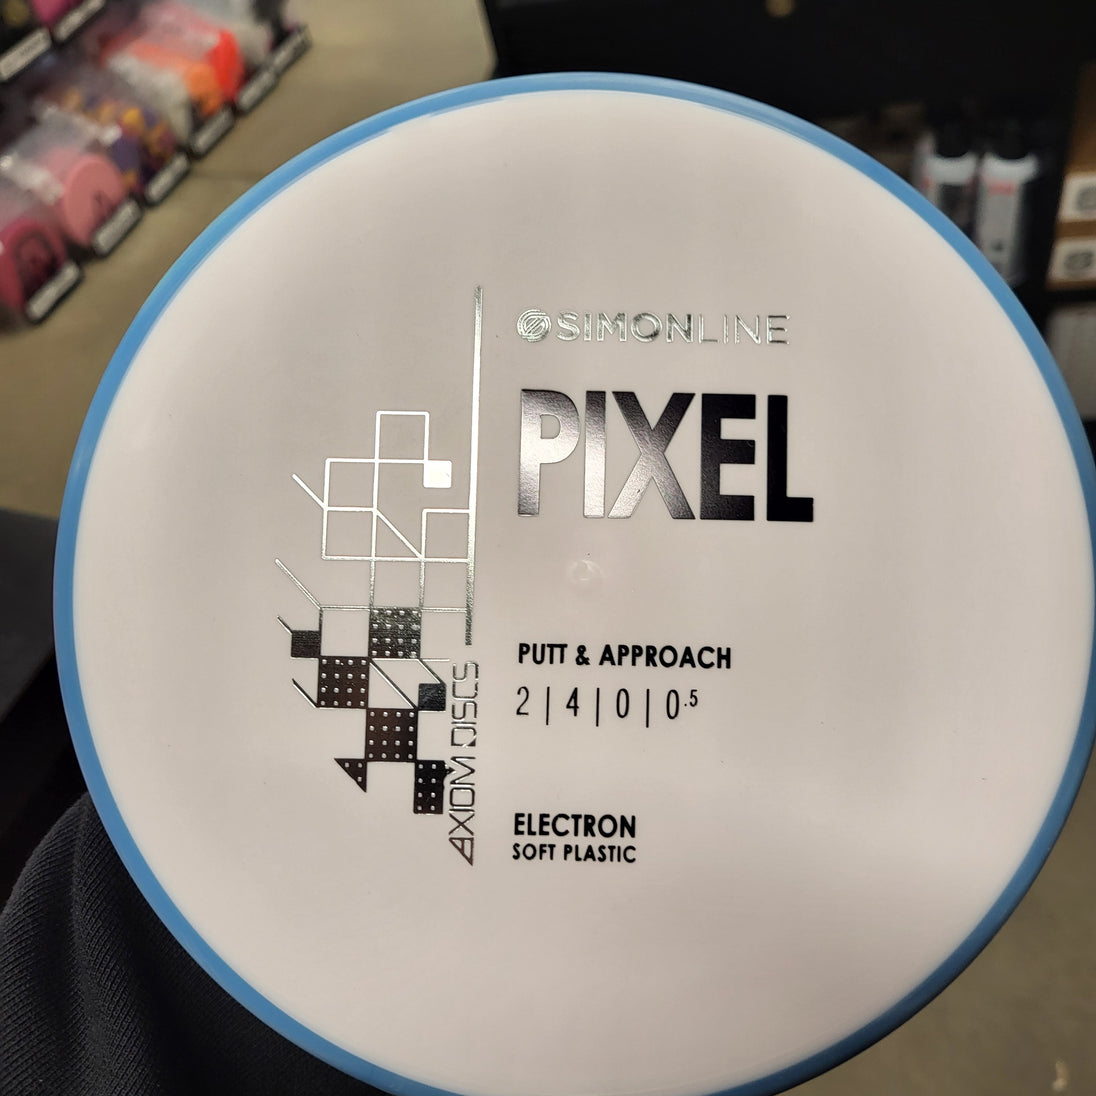 SIMONLINE
PIXEL
PUTT & APPROACH
2 | 4 | 0 | 0.5
ELECTRON
SOFT PLASTIC
AXIOM DISCS